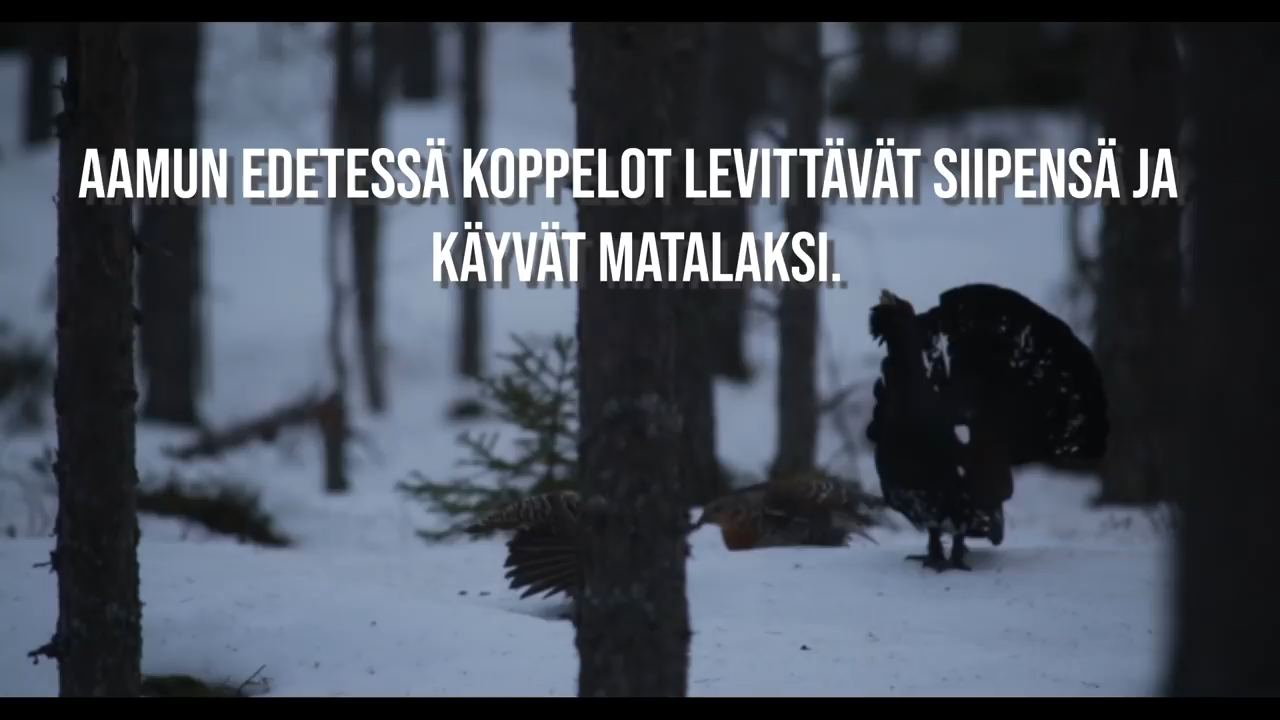 AAMUN EDETESSÄ KOPPELOT LEVITTÄVÄT SIIPENSÄ JA
KÄYVÄT MATALAKSI.